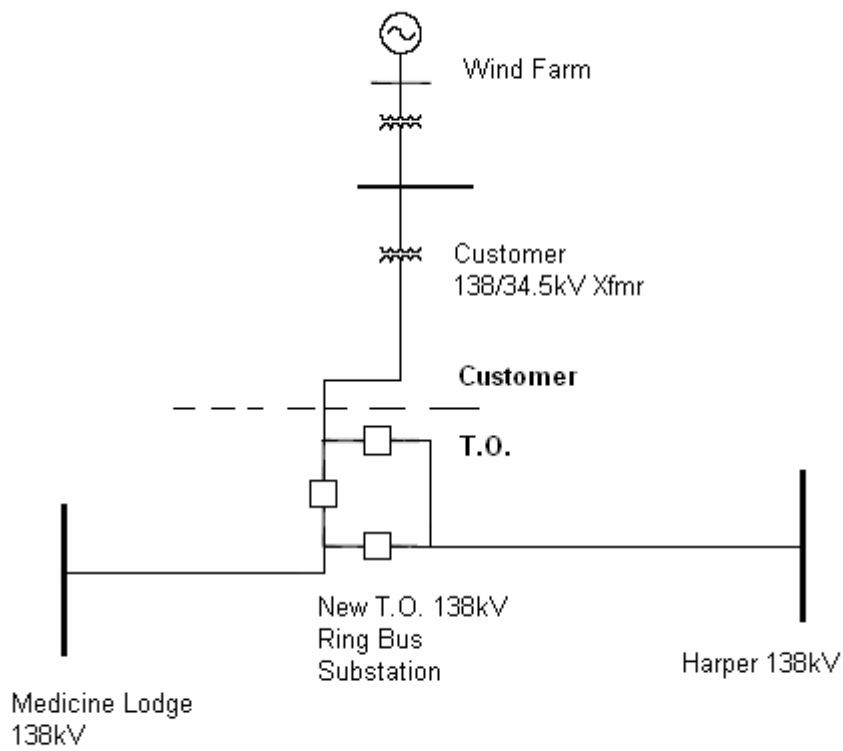 Wind Farm
Customer
138/34.5kV Xfmr
Customer
T.O.
New T.O. 138kV
Ring Bus
Substation
Harper 138kV
Medicine Lodge
138kV